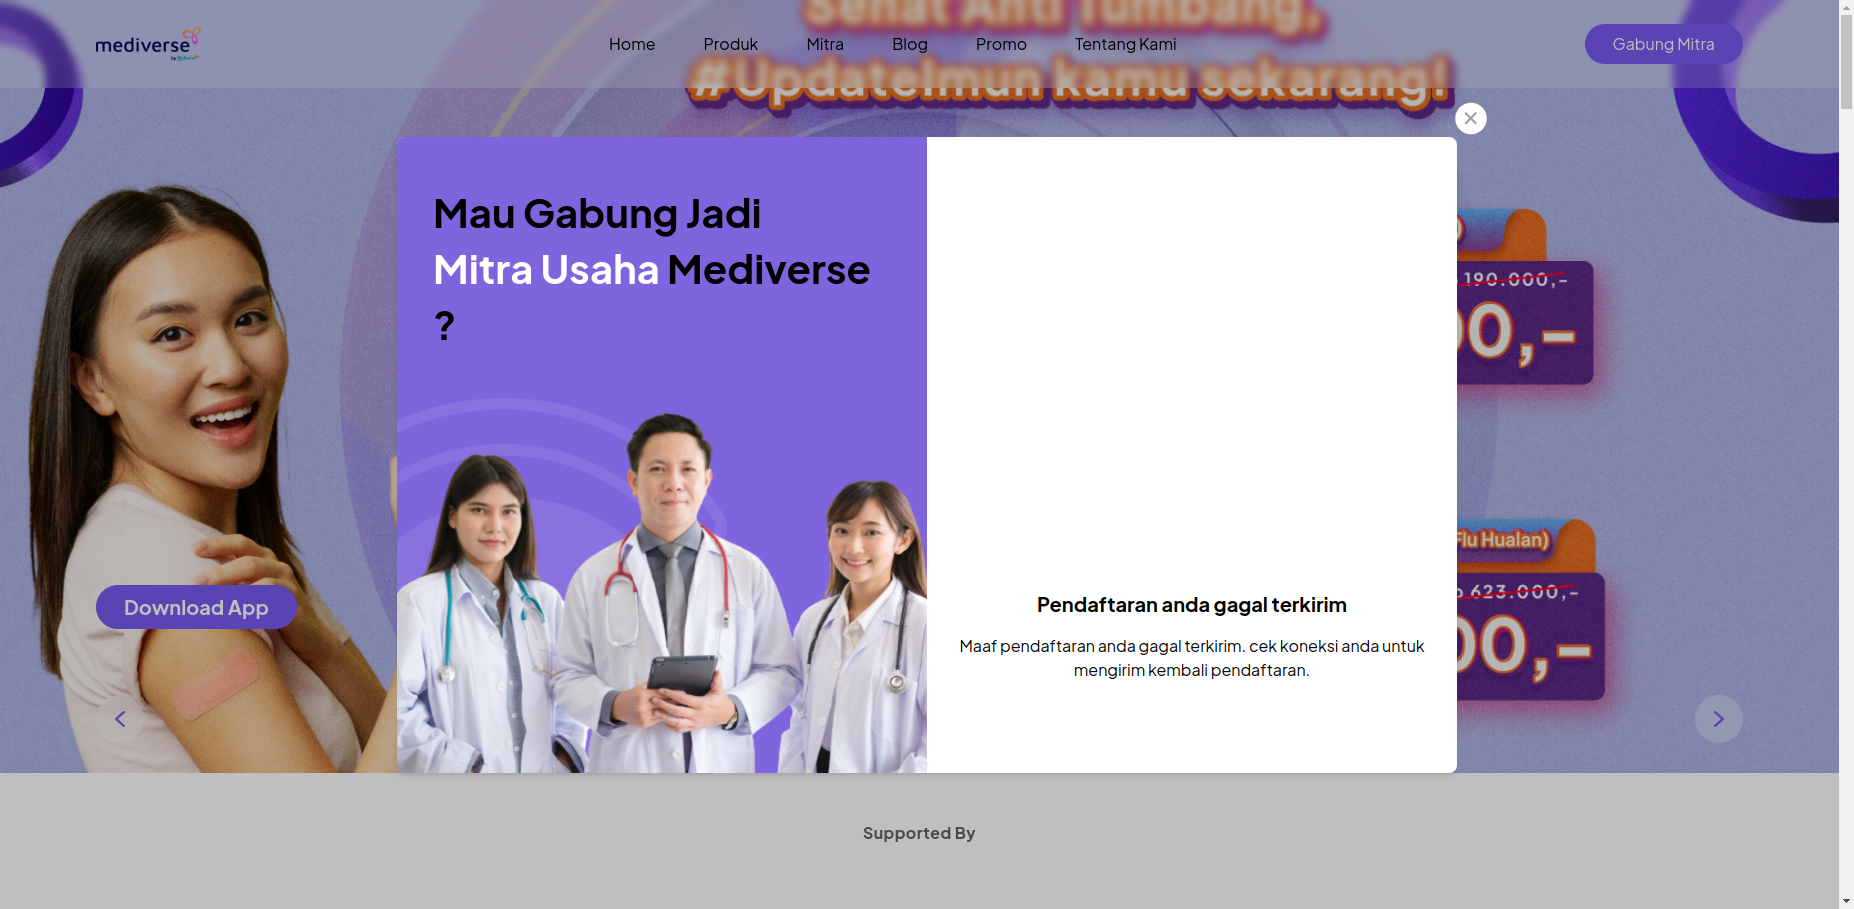 Sehat Anti Tumbang,
#UpdateImun kamu sekarang!
mediverse
Home
Produk
Mitra
Blog
Promo
Tentang Kami
Gabung Mitra
Mau Gabung Jadi
Mitra Usaha Mediverse
?
190.000,-
00,-
Flu Hualan)
623.000,-
00,-
Download App
Pendaftaran anda gagal terkirim
Maaf pendaftaran anda gagal terkirim. cek koneksi anda untuk
mengirim kembali pendaftaran.
Supported By